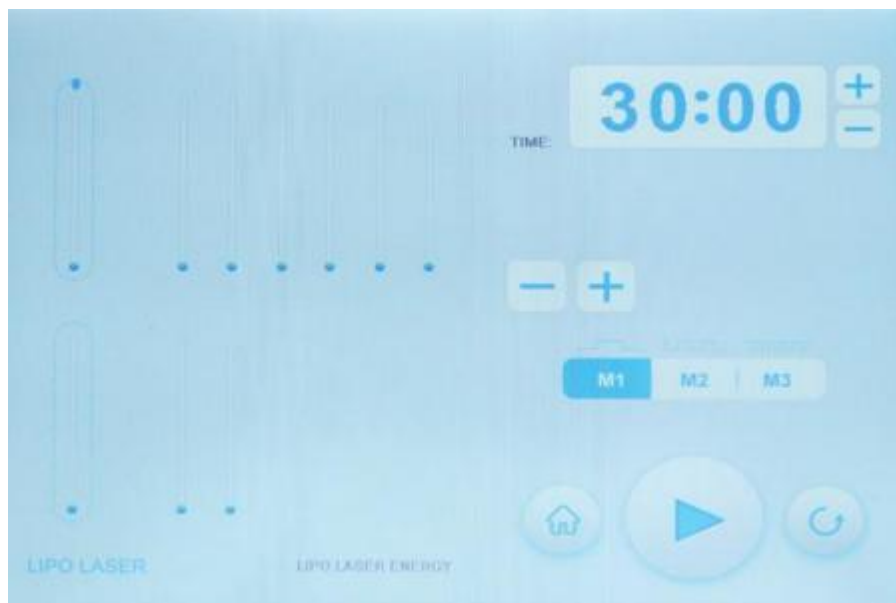 30:00
TIME:
M1 M2 M3
LIPO LASER
LIPO LASER ENERGY